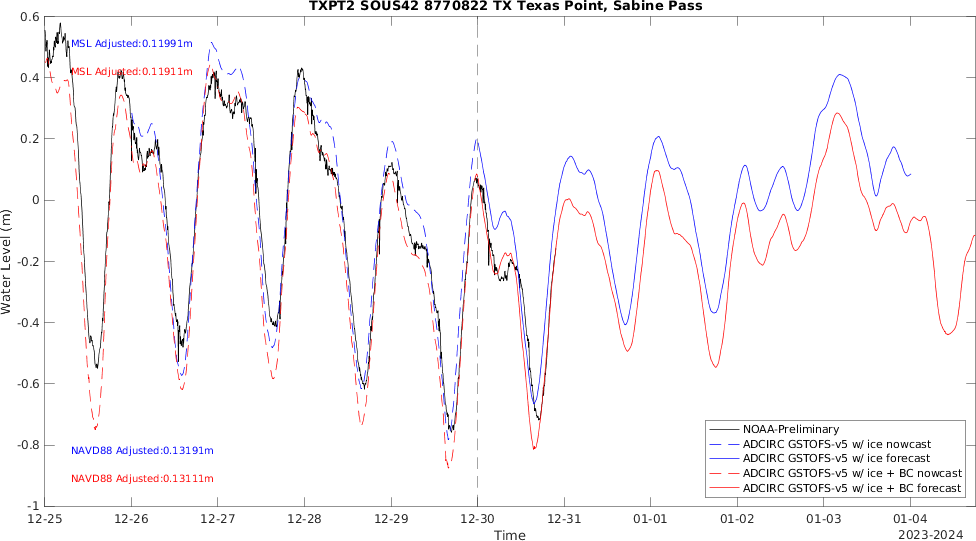 TXPT2 SOUS42 8770822 TX Texas Point, Sabine Pass
0.6
0.4
0.2
0
-0.2
-0.4
-0.6
-0.8
-1
Water Level (m)
MSL Adjusted:0.11991m
MSL Adjusted:0.11911m
NAVD88 Adjusted:0.13191m
NAVD88 Adjusted:0.13111m
NOAA-Preliminary
ADCIRC GSTOFS-v5 w/ ice nowcast
ADCIRC GSTOFS-v5 w/ ice forecast
ADCIRC GSTOFS-v5 w/ ice + BC nowcast
ADCIRC GSTOFS-v5 w/ ice + BC forecast
12-25 12-26 12-27 12-28 12-29 12-30 12-31 01-01 01-02 01-03 01-04
Time
2023-2024